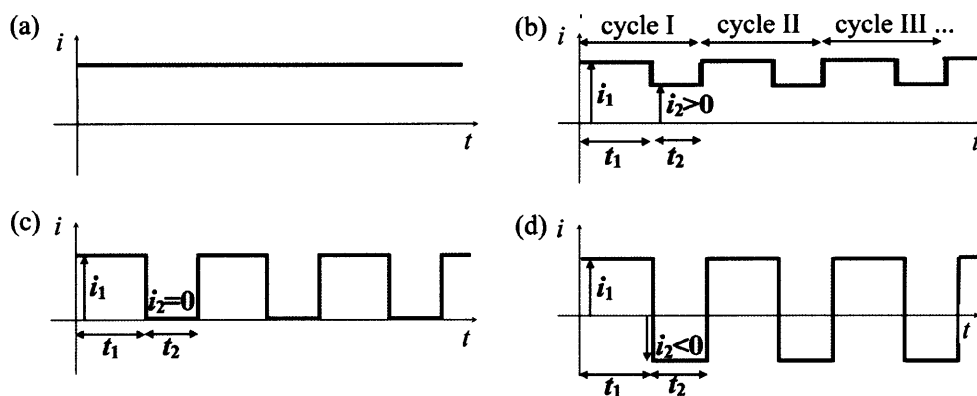 (a)
i
t
(b)
i
cycle I cycle II cycle III ...
i₁
i₂>0
t
t₁ t₂
(c)
i
i₁
i₂=0
t
t₁ t₂
(d)
i
i₁
t
i₂<0
t₁ t₂